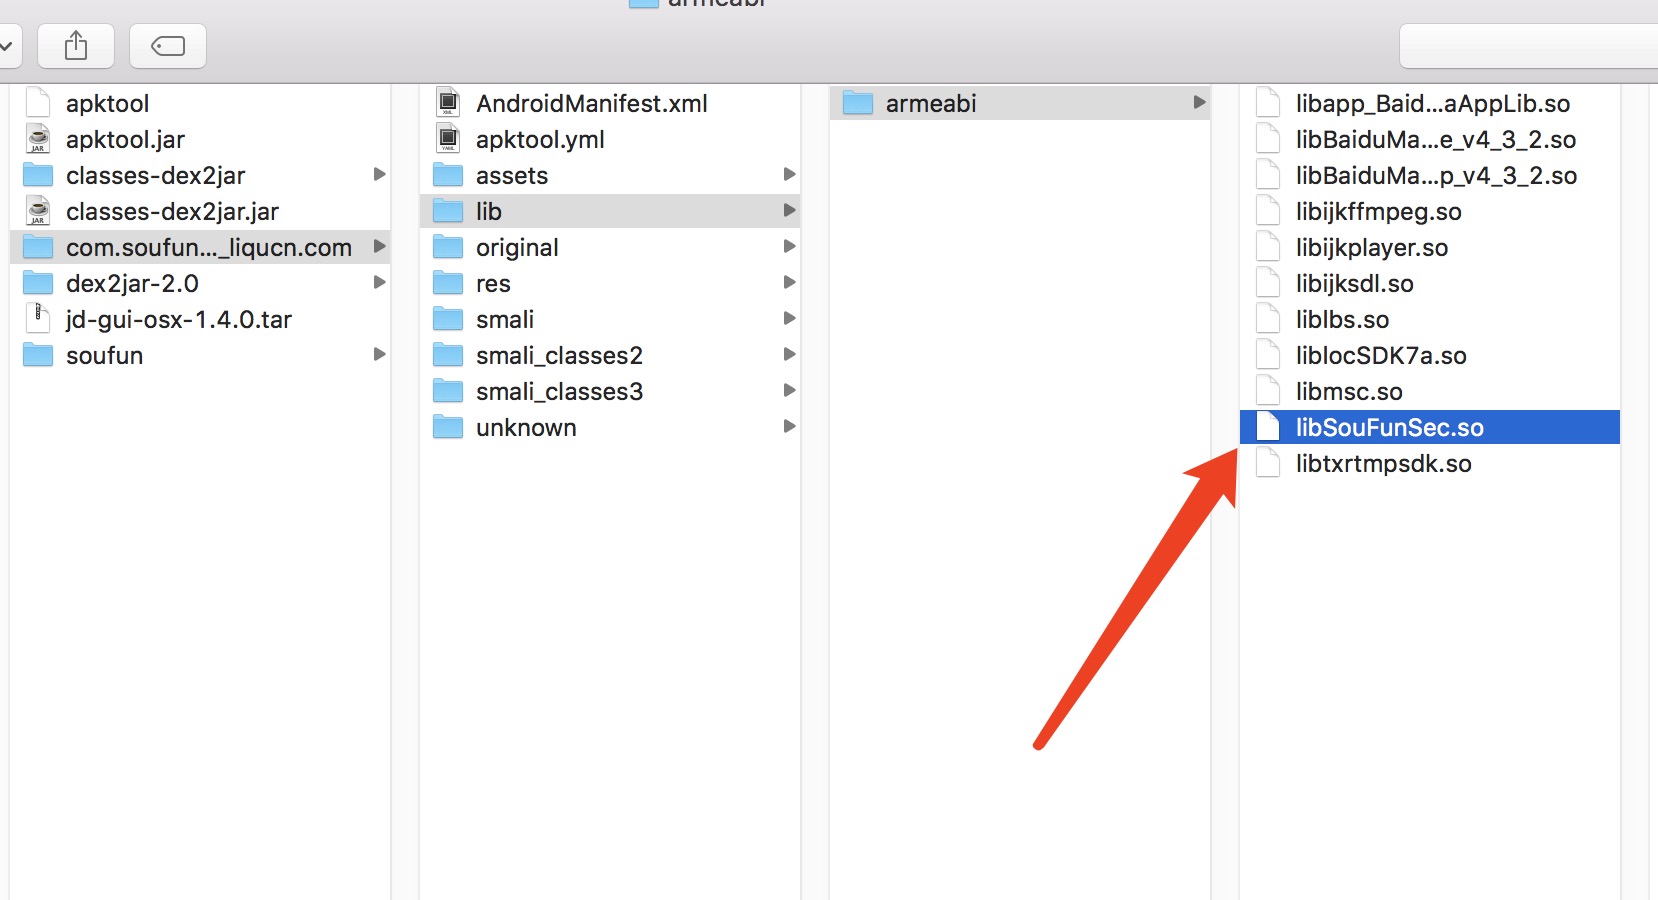 armeabi
apktool
apktool.jar
classes-dex2jar
classes-dex2jar.jar
com.soufun..._liqucn.com
dex2jar-2.0
jd-gui-osx-1.4.0.tar
soufun
AndroidManifest.xml
apktool.yml
assets
lib
original
res
smali
smali_classes2
smali_classes3
unknown
armeabi
libapp_Baid...aAppLib.so
libBaiduMa...e_v4_3_2.so
libBaiduMa...p_v4_3_2.so
libijkffmpeg.so
libijkplayer.so
libijksdl.so
liblbs.so
liblocSDK7a.so
libmsc.so
libSouFunSec.so
libtxrtmpsdk.so